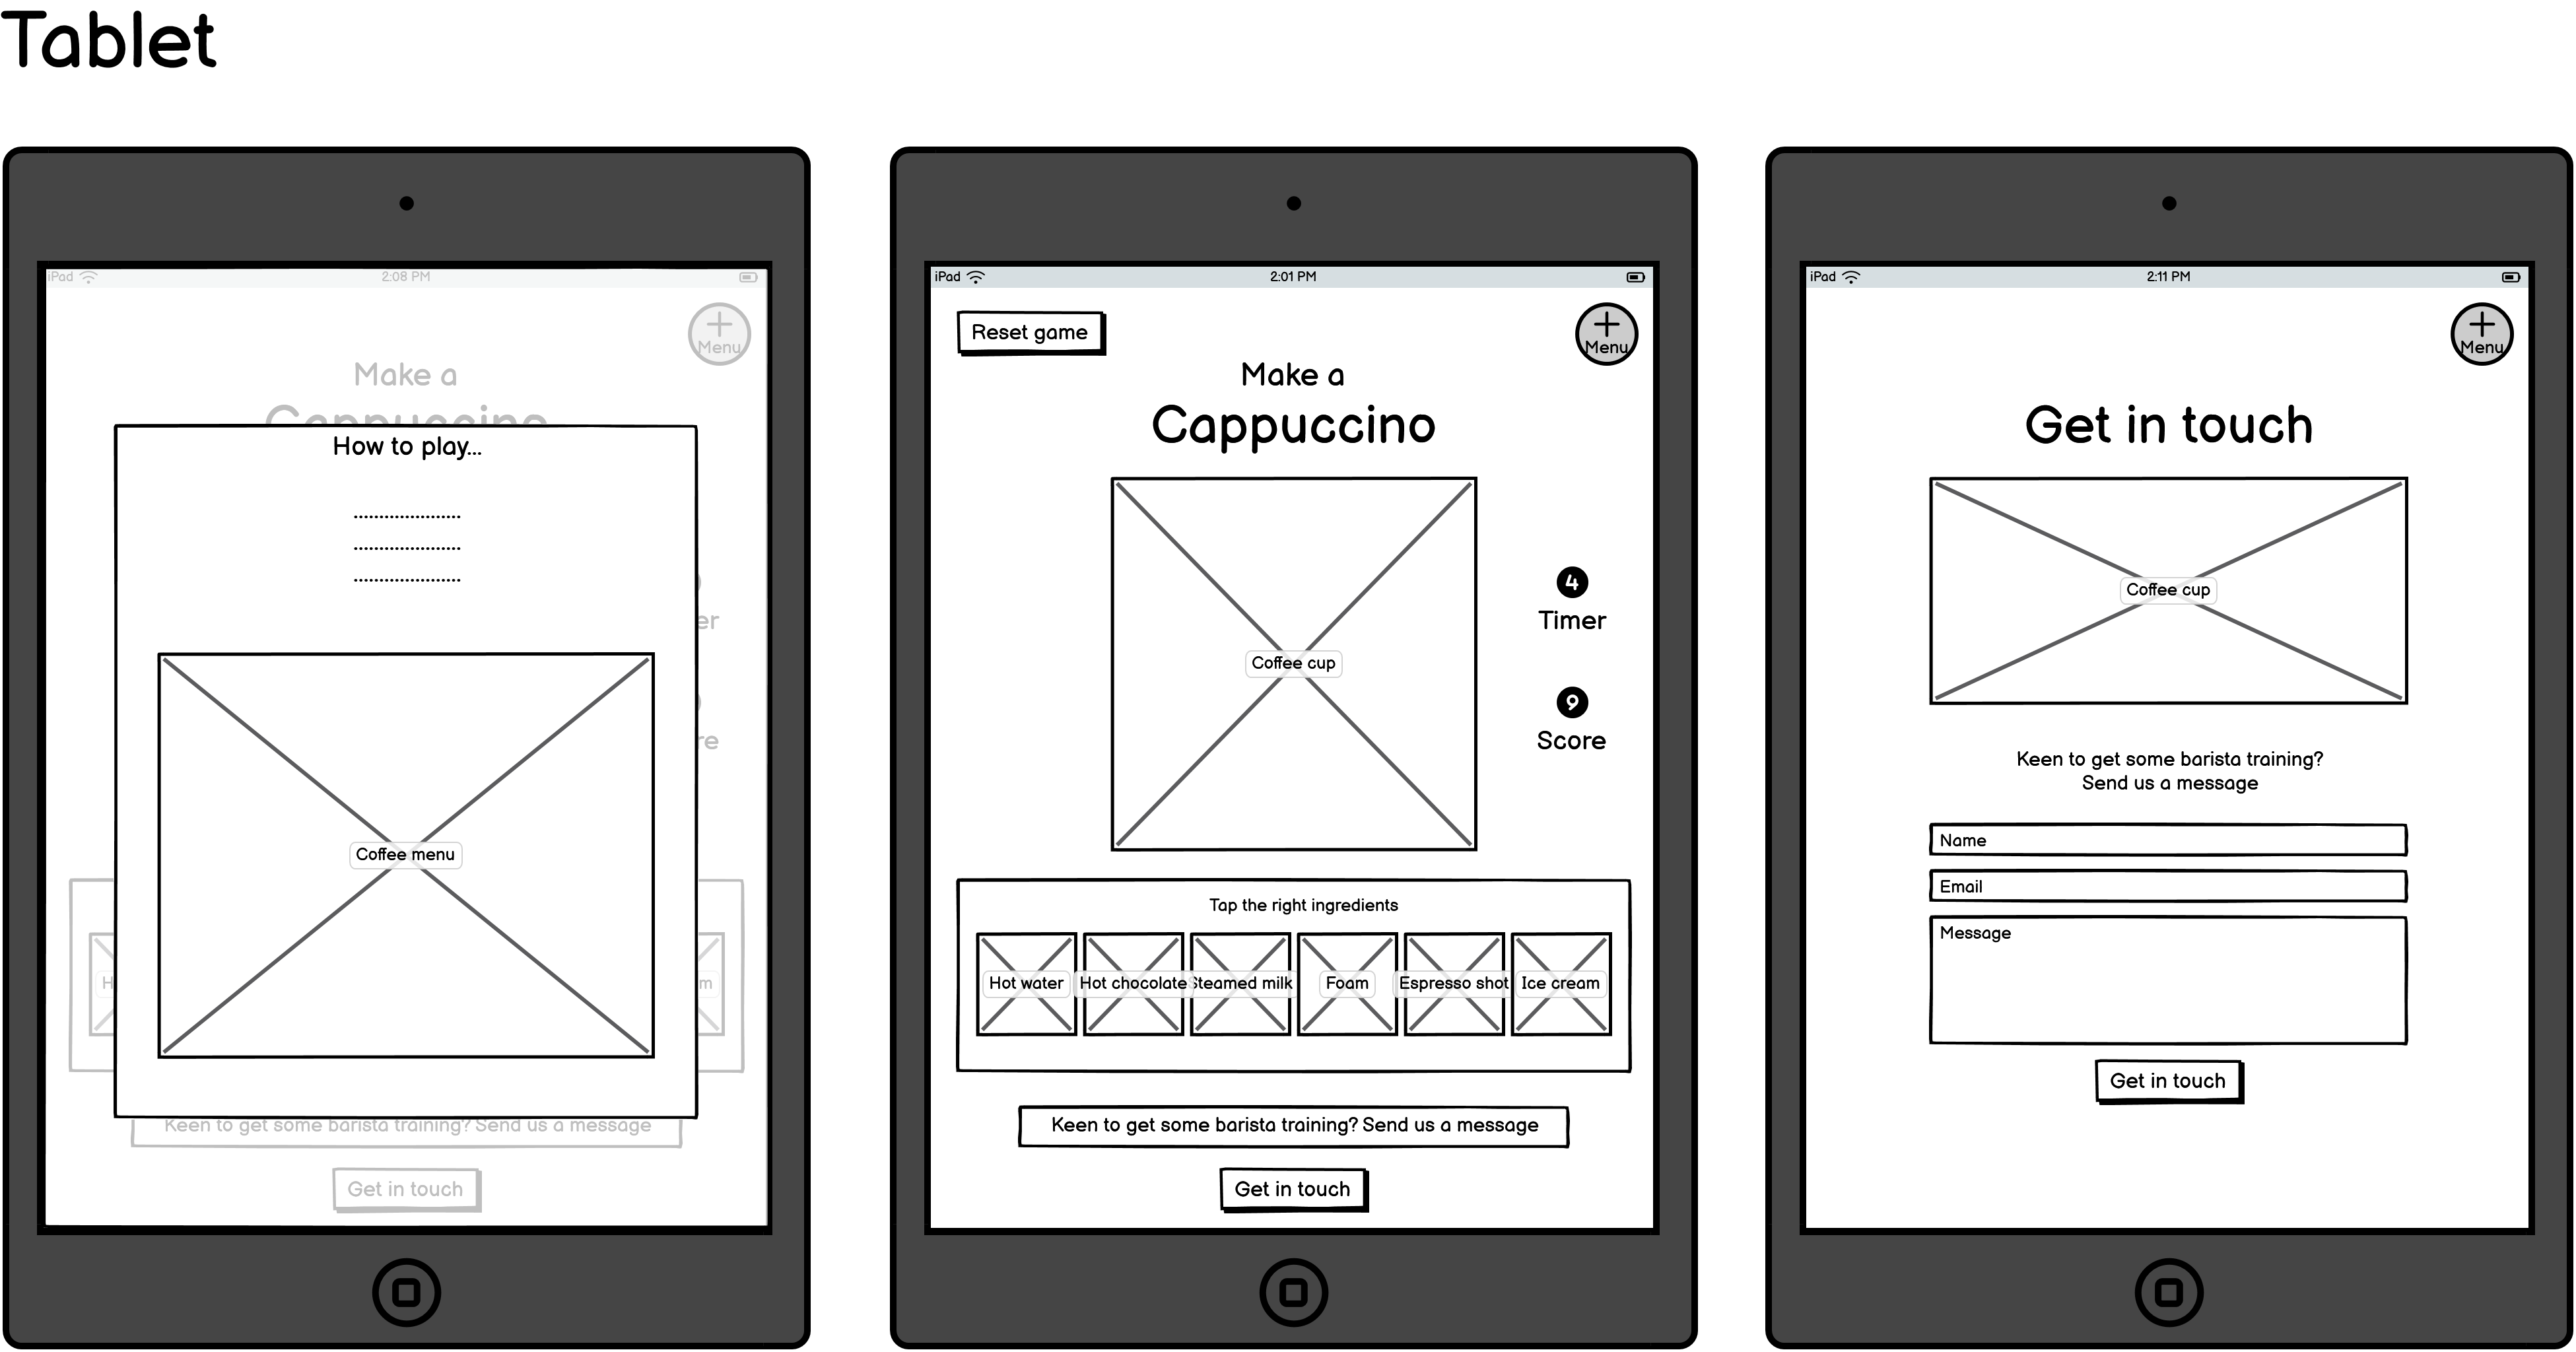 Tablet
iPad 2:08 PM
Menu
Make a
Cappuccino
How to play...
Coffee menu
Keen to get some barista training? Send us a message
Get in touch
iPad 2:01 PM
Reset game
Menu
Make a
Cappuccino
Coffee cup
4
Timer
9
Score
Tap the right ingredients
Hot water Hot chocolate Steamed milk Foam Espresso shot Ice cream
Keen to get some barista training? Send us a message
Get in touch
iPad 2:11 PM
Menu
Get in touch
Coffee cup
Keen to get some barista training?
Send us a message
Name
Email
Message
Get in touch